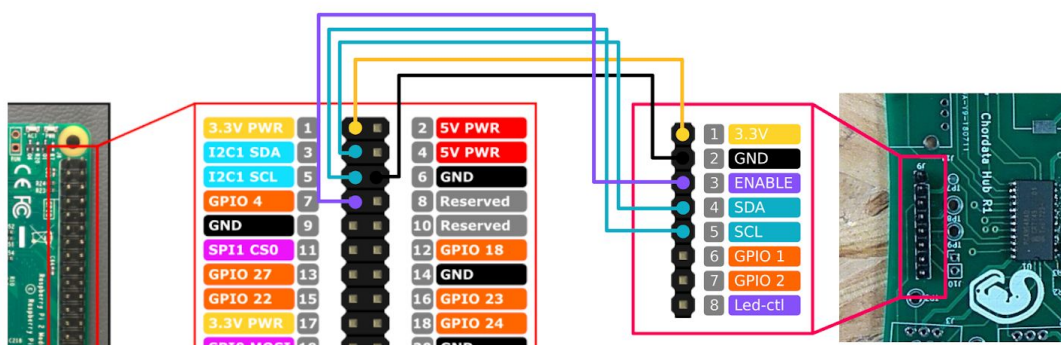 3.3V PWR 1 2 5V PWR
I2C1 SDA 3 4 5V PWR
I2C1 SCL 5 6 GND
GPIO 4 7 8 Reserved
GND 9 10 Reserved
SPI1 CS0 11 12 GPIO 18
GPIO 27 13 14 GND
GPIO 22 15 16 GPIO 23
3.3V PWR 17 18 GPIO 24
1 3.3V
2 GND
3 ENABLE
4 SDA
5 SCL
6 GPIO 1
7 GPIO 2
8 Led-ctl
Chordata Hub R1
J9
J10